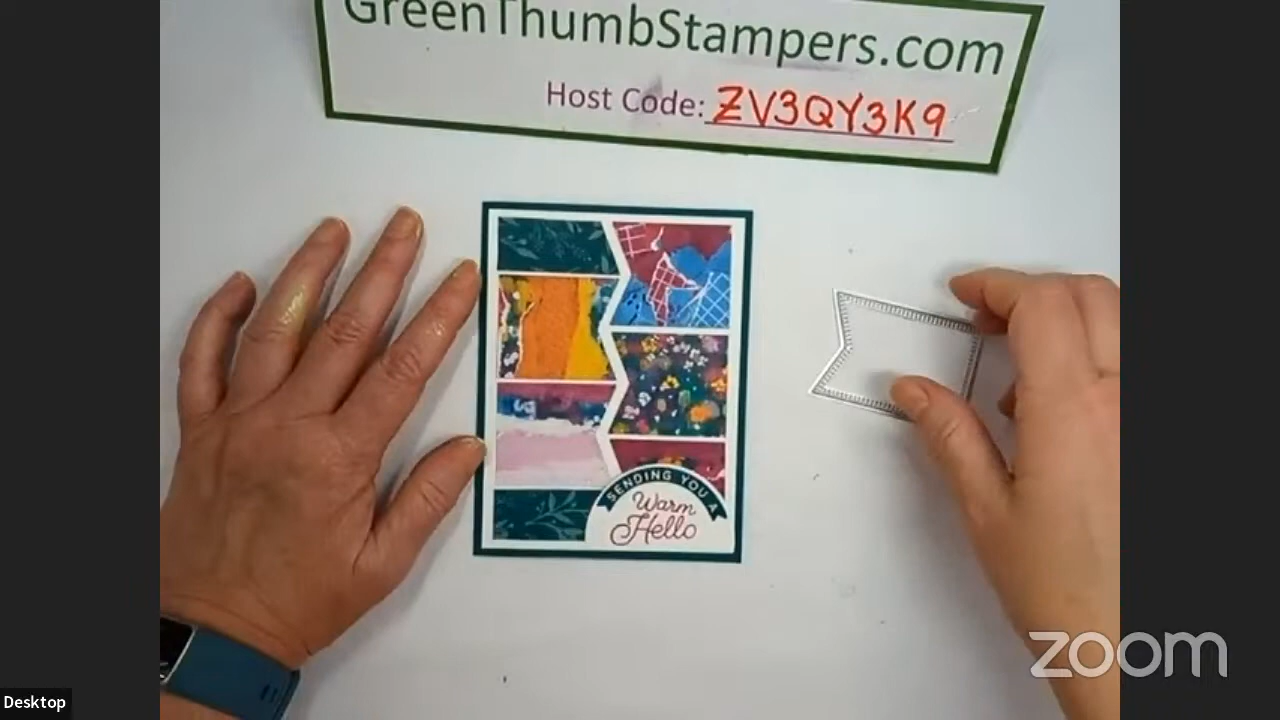 GreenThumbStampers.com
Host Code: ZV3QY3K9
SENDING YOU A
Warm
Hello
zoom
Desktop